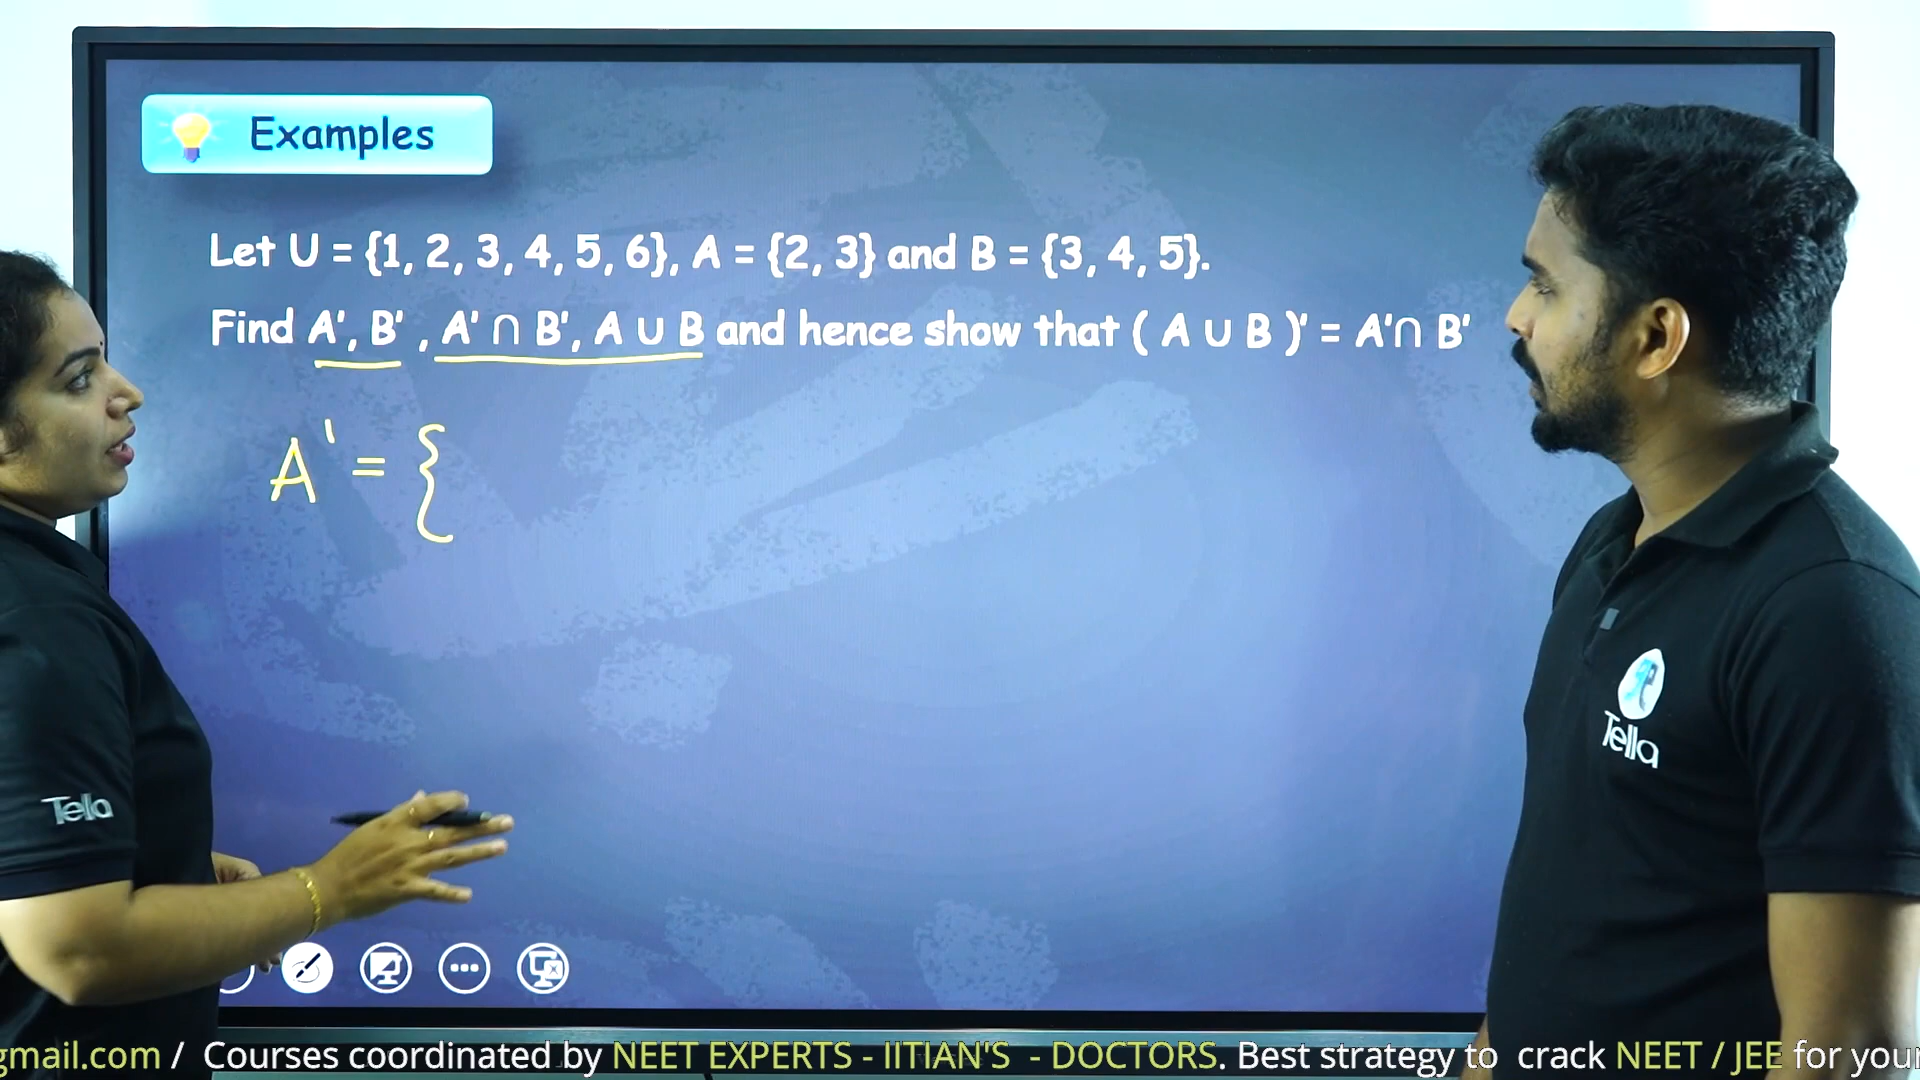 Examples
Let U = {1, 2, 3, 4, 5, 6}, A = {2, 3} and B = {3, 4, 5}.
Find A', B' , A' ∩ B', A ∪ B and hence show that ( A ∪ B )' = A'∩ B'
A' = {
Tella
Tella
gmail.com / Courses coordinated by NEET EXPERTS - IITIAN'S - DOCTORS. Best strategy to crack NEET / JEE for your